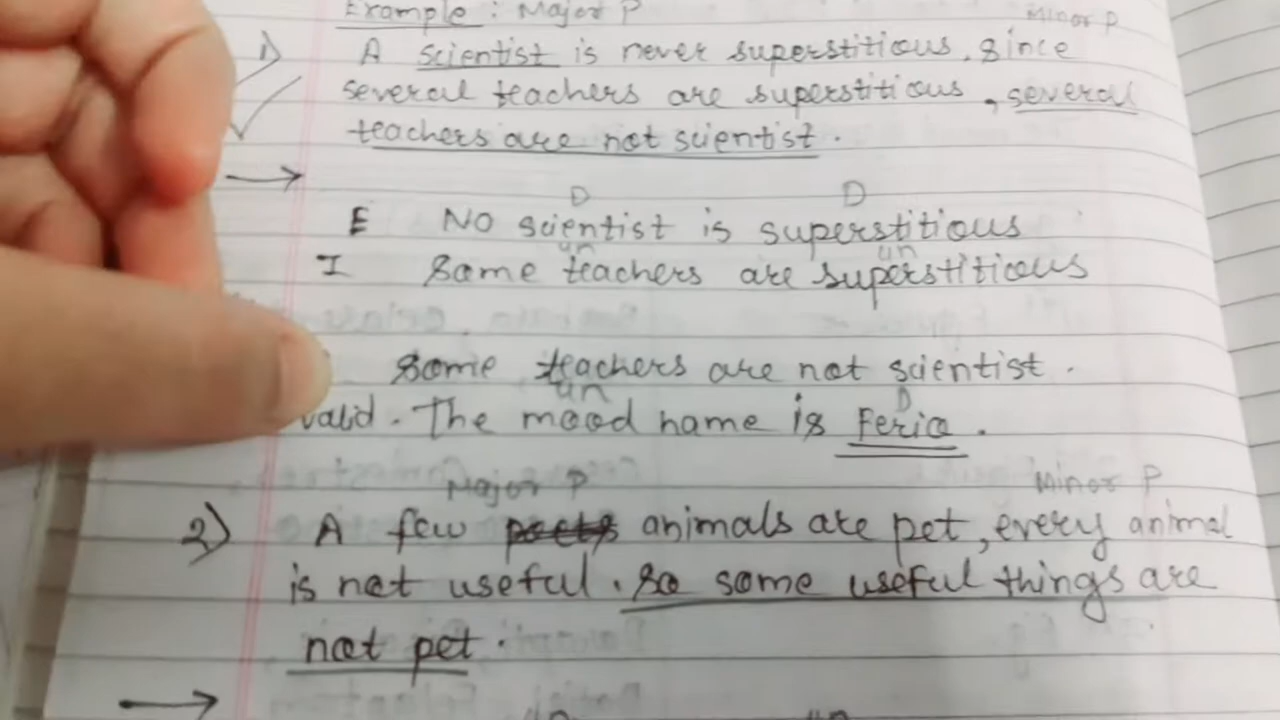 Example : Major P Minor P
1) A scientist is never superstitious, since
several teachers are superstitious , several
teachers are not scientist .
D D
E NO scientist is superstitious
un un
I Some teachers are superstitious
Some teachers are not scientist .
un D
valid . The mood name is Ferio .
Major P Minor P
2) A few animals are pet, every animal
is not useful . So some useful things are
not pet .
un un